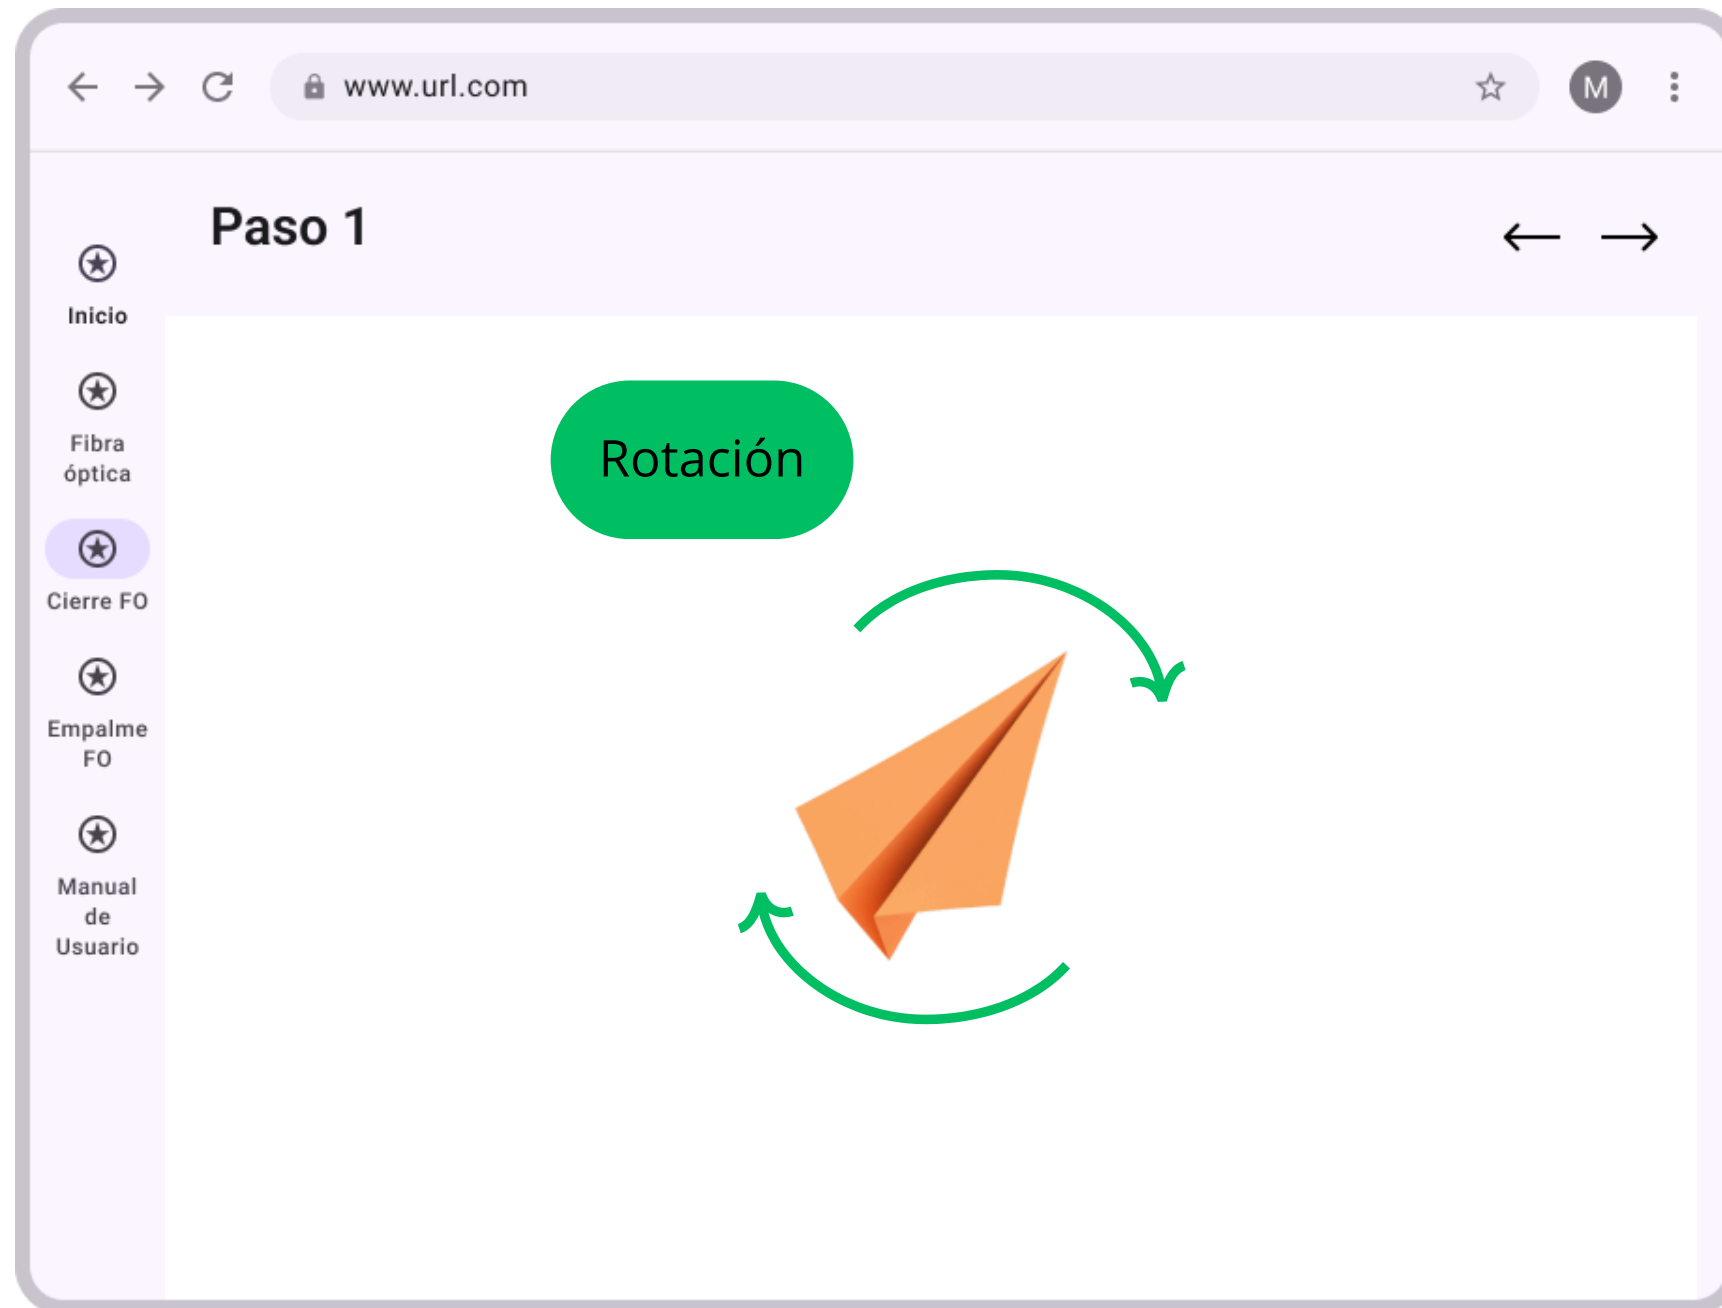 www.url.com
M
Paso 1
Inicio
Fibra
óptica
Cierre FO
Empalme
FO
Manual
de
Usuario
Rotación